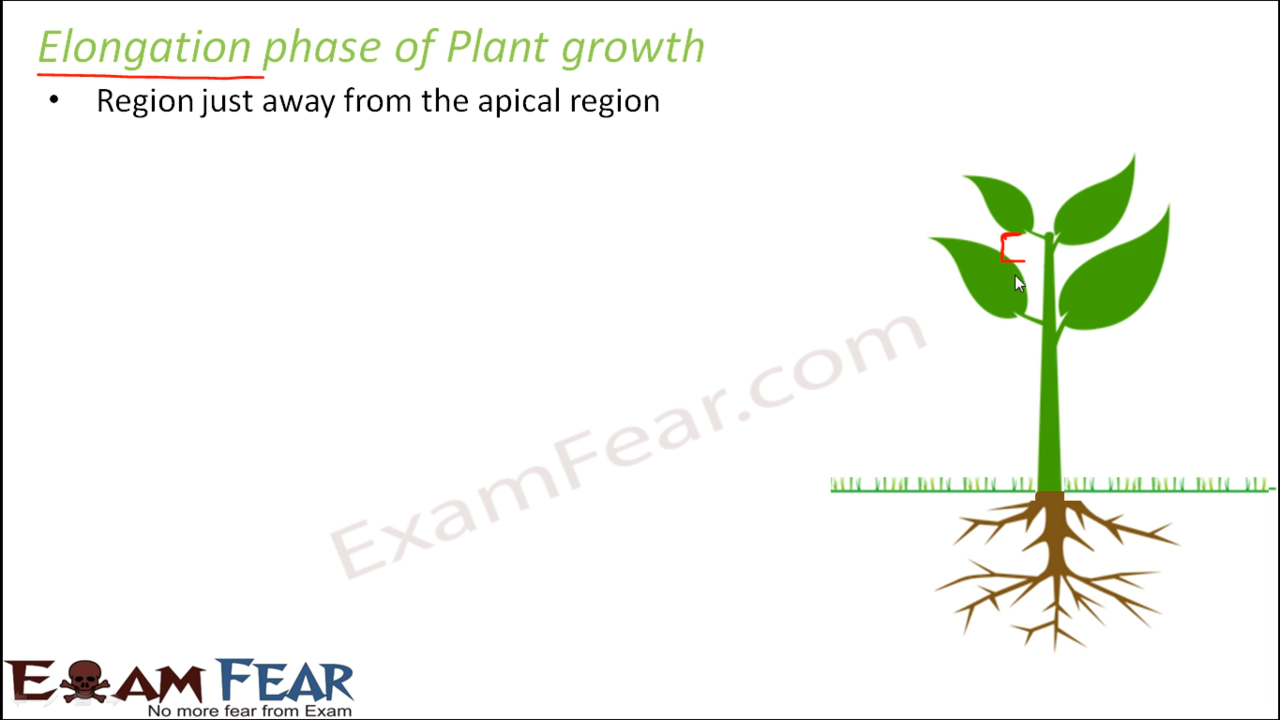 Elongation phase of Plant growth
• Region just away from the apical region
ExamFear.com
EXAM FEAR
No more fear from Exam